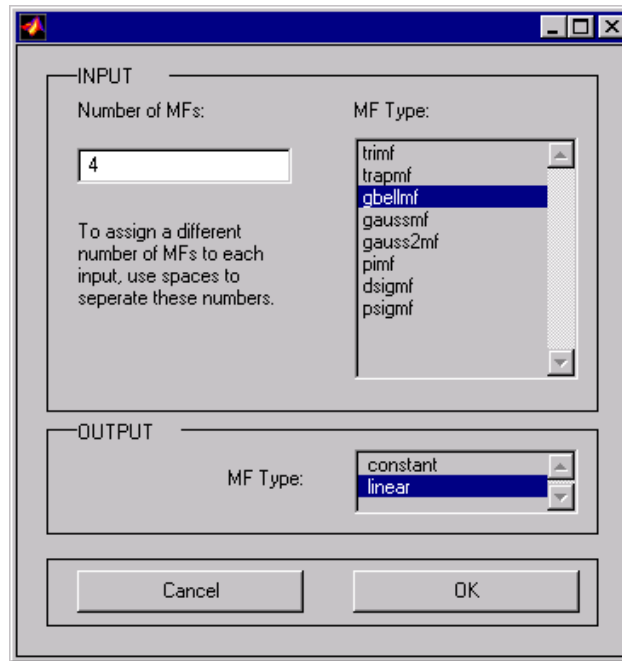 INPUT
Number of MFs:
MF Type:
4
trimf
trapmf
gbellmf
gaussmf
gauss2mf
pimf
dsigmf
psigmf
To assign a different
number of MFs to each
input, use spaces to
seperate these numbers.
OUTPUT
MF Type:
constant
linear
Cancel
OK